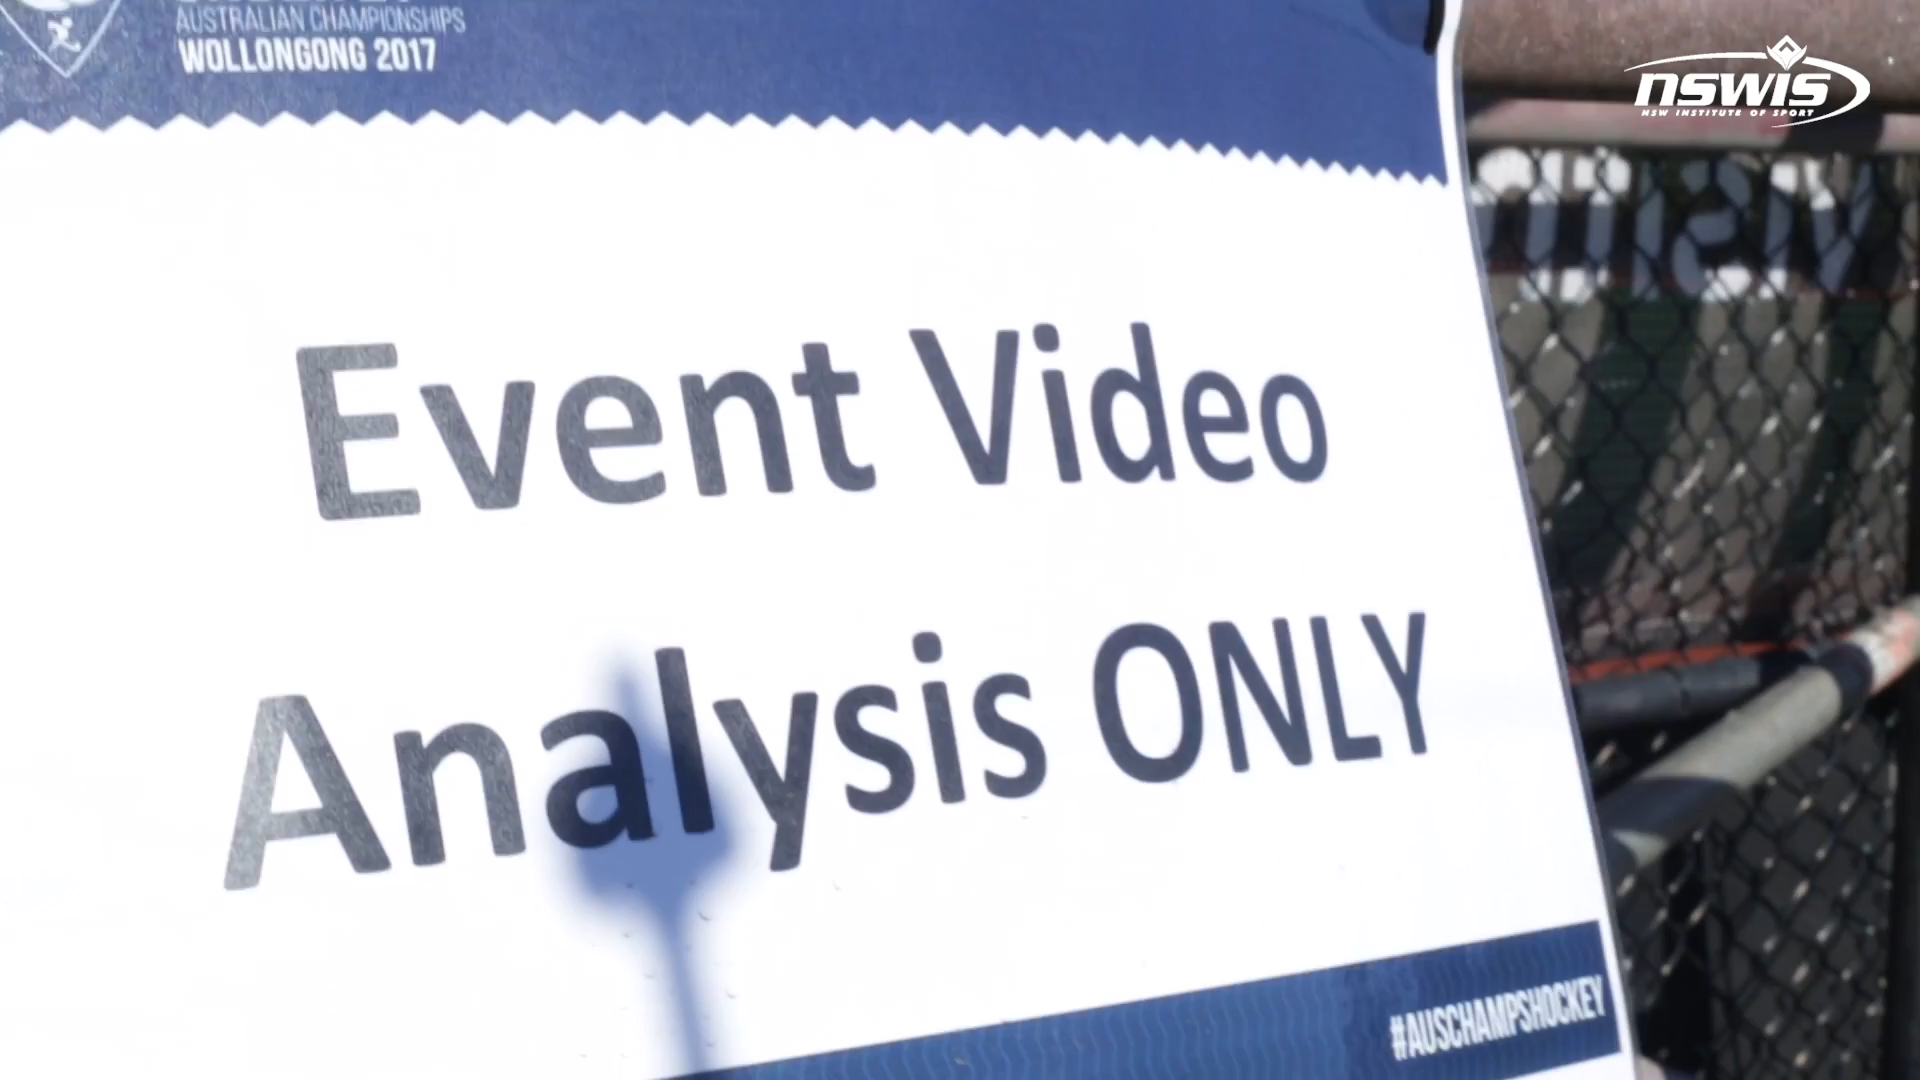 AUSTRALIAN CHAMPIONSHIPS
WOLLONGONG 2017
nswis
NSW INSTITUTE OF SPORT
Event Video
Analysis ONLY
#AUSCHAMPSHOCKEY